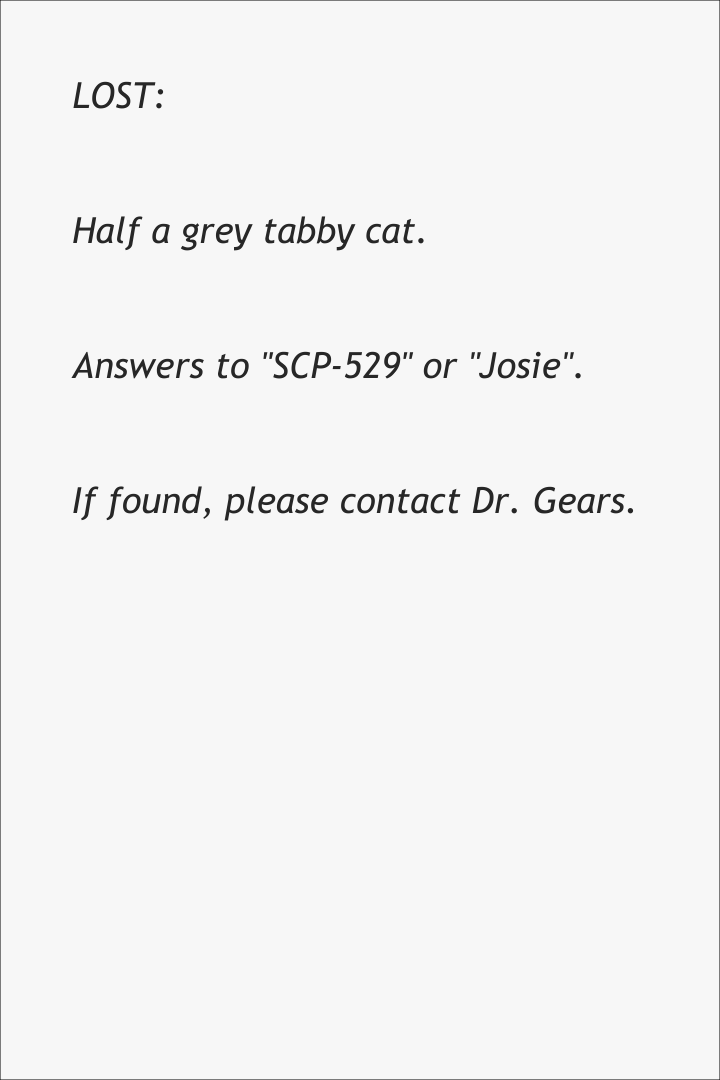 LOST:
Half a grey tabby cat.
Answers to "SCP-529" or "Josie".
If found, please contact Dr. Gears.